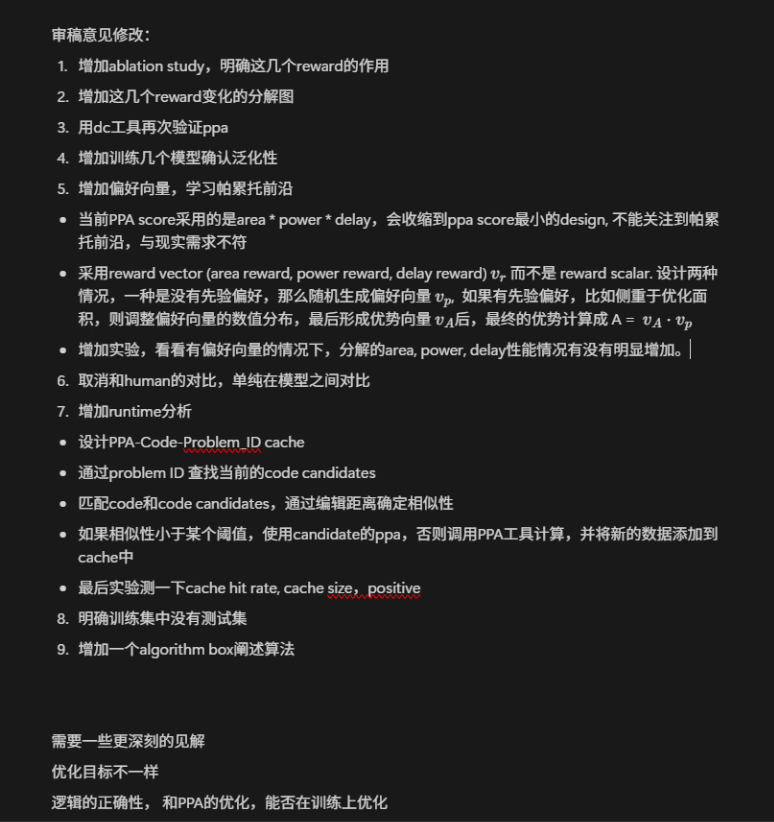 审稿意见修改：
1. 增加ablation study，明确这几个reward的作用
2. 增加这几个reward变化的分解图
3. 用dc工具再次验证ppa
4. 增加训练几个模型确认泛化性
5. 增加偏好向量，学习帕累托前沿
• 当前PPA score采用的是area * power * delay，会收缩到ppa score最小的design, 不能关注到帕累
托前沿，与现实需求不符
• 采用reward vector (area reward, power reward, delay reward) v_r 而不是 reward scalar. 设计两种
情况，一种是没有先验偏好，那么随机生成偏好向量 v_p, 如果有先验偏好，比如侧重于优化面
积，则调整偏好向量的数值分布，最后形成优势向量 v_A后，最终的优势计算成 A = v_A · v_p
• 增加实验，看看有偏好向量的情况下，分解的area, power, delay性能情况有没有明显增加。
6. 取消和human的对比，单纯在模型之间对比
7. 增加runtime分析
• 设计PPA-Code-Problem_ID cache
• 通过problem ID 查找当前的code candidates
• 匹配code和code candidates，通过编辑距离确定相似性
• 如果相似性小于某个阈值，使用candidate的ppa，否则调用PPA工具计算，并将新的数据添加到
cache中
• 最后实验测一下cache hit rate, cache size，positive
8. 明确训练集中没有测试集
9. 增加一个algorithm box阐述算法
需要一些更深刻的见解
优化目标不一样
逻辑的正确性， 和PPA的优化，能否在训练上优化